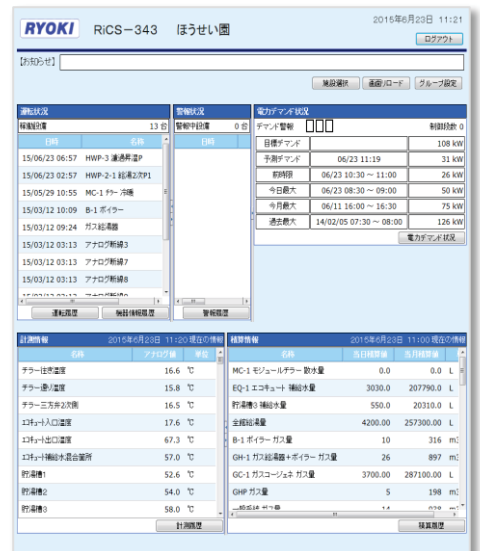 2015年6月23日 11:21
RYOKI RiCS-343 ほうせい園
ログアウト
【お知らせ】
施設選択 画面リロード グループ設定
運転状況
稼働設備 13 台
日時 名称
15/06/23 06:57 HWP-3 濾過昇温P
15/06/23 02:57 HWP-2-1 給湯2次P1
15/05/29 10:55 MC-1 チラー 冷暖
15/03/12 10:09 B-1 ボイラー
15/03/12 09:24 ガス給湯器
15/03/12 03:13 アナログ断線3
15/03/12 03:13 アナログ断線7
15/03/12 03:13 アナログ断線8
運転履歴 機器情報履歴
警報状況
警報中設備 0 台
日時
警報履歴
電力デマンド状況
デマンド警報 制御段数 0
目標デマンド 108 kW
予測デマンド 06/23 11:19 31 kW
前時限 06/23 10:30 ～ 11:00 26 kW
今日最大 06/23 08:30 ～ 09:00 50 kW
今月最大 06/11 16:00 ～ 16:30 75 kW
過去最大 14/02/05 07:30 ～ 08:00 126 kW
電力デマンド状況
計測情報 2015年6月23日 11:20 現在の情報
名称 アナログ値 単位
チラー往き温度 16.6 ℃
チラー還り温度 15.8 ℃
チラー三方弁2次側 16.5 ℃
エコキュート入口温度 17.6 ℃
エコキュート出口温度 67.3 ℃
エコキュート補給水混合箇所 57.0 ℃
貯湯槽1 52.6 ℃
貯湯槽2 54.0 ℃
貯湯槽3 58.0 ℃
計測履歴
積算情報 2015年6月23日 11:00 現在の情報
名称 当日積算値 当月積算値
MC-1 モジュールチラー 散水量 0.0 0.0 L
EQ-1 エコキュート 補給水量 3030.0 207790.0 L
貯湯槽3 補給水量 550.0 20310.0 L
全館給湯量 4200.00 257300.00 L
B-1 ボイラー ガス量 10 316 m3
GH-1 ガス給湯器＋ボイラー ガス量 26 897 m3
GC-1 ガスコージェネ ガス量 3700.00 287100.00 L
GHP ガス量 5 198 m3
積算履歴